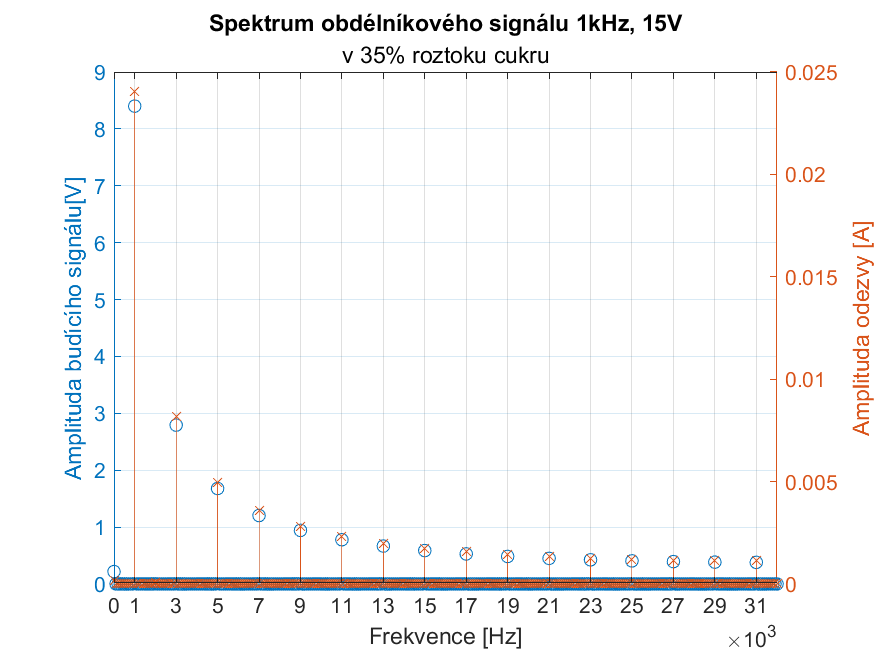 Spektrum obdélníkového signálu 1kHz, 15V
v 35% roztoku cukru
9
8
7
6
5
4
3
2
1
0
Amplituda budícího signálu[V]
0.025
0.02
0.015
0.01
0.005
0
Amplituda odezvy [A]
0 1 3 5 7 9 11 13 15 17 19 21 23 25 27 29 31
Frekvence [Hz]
×10³